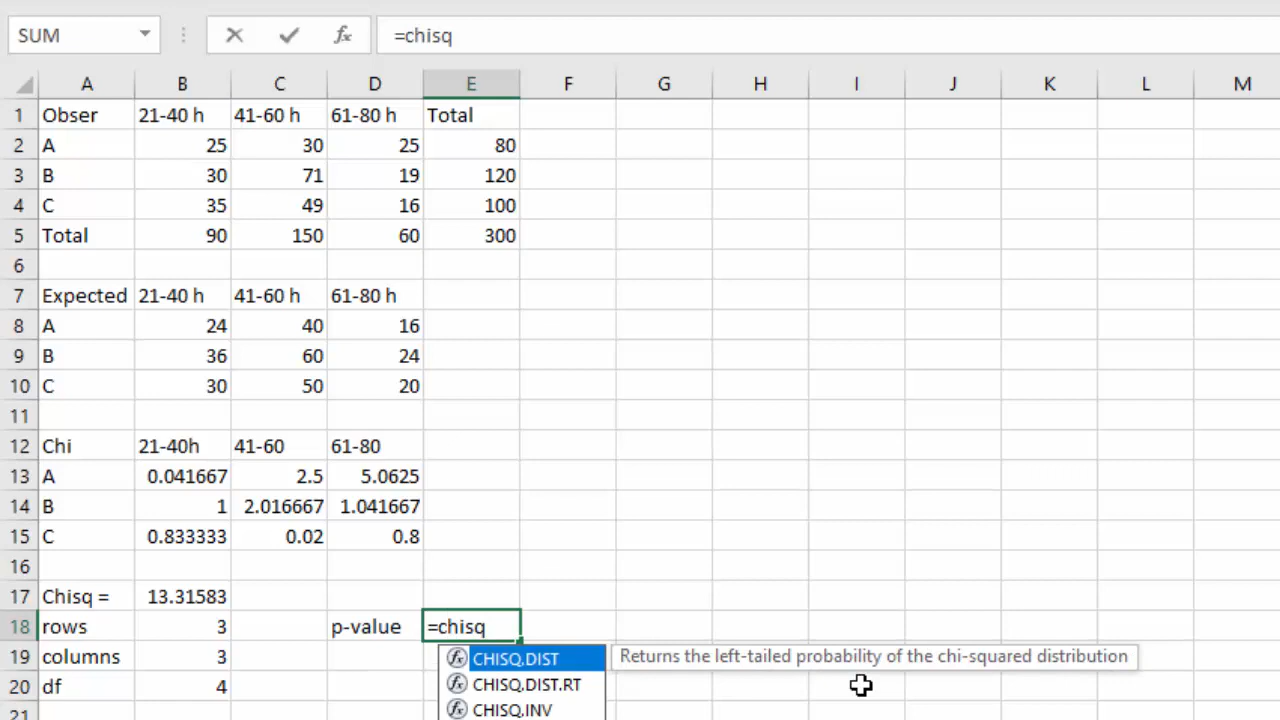 SUM fx =chisq
A B C D E F G H I J K L M
1 Obser 21-40 h 41-60 h 61-80 h Total
2 A 25 30 25 80
3 B 30 71 19 120
4 C 35 49 16 100
5 Total 90 150 60 300
6
7 Expected 21-40 h 41-60 h 61-80 h
8 A 24 40 16
9 B 36 60 24
10 C 30 50 20
11
12 Chi 21-40h 41-60 61-80
13 A 0.041667 2.5 5.0625
14 B 1 2.016667 1.041667
15 C 0.833333 0.02 0.8
16
17 Chisq = 13.31583
18 rows 3 p-value =chisq
19 columns 3 fx CHISQ.DIST Returns the left-tailed probability of the chi-squared distribution
20 df 4 fx CHISQ.DIST.RT
21 fx CHISQ.INV